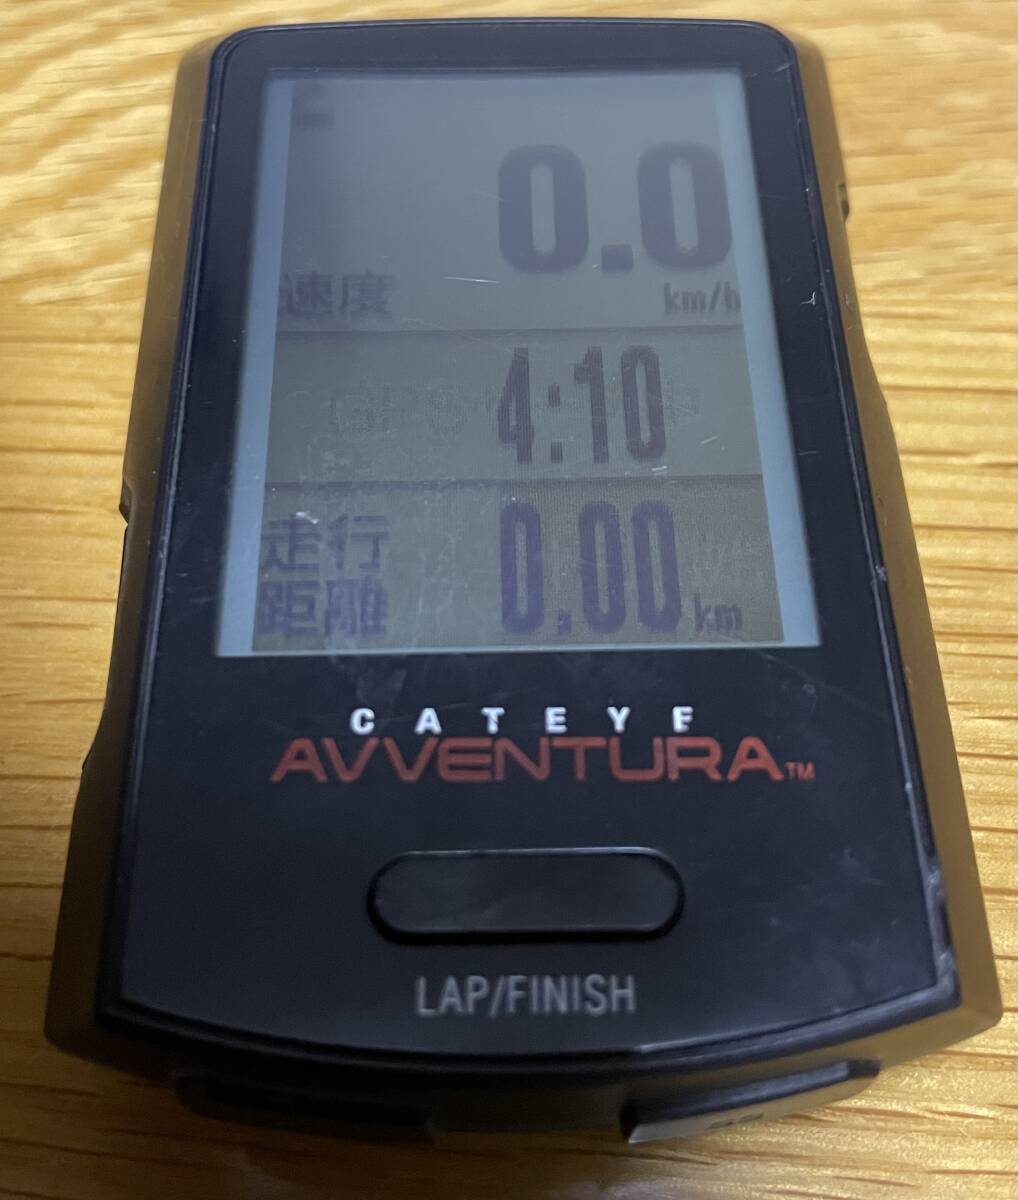 0.0
速度 km/h
4:10
走行
距離 0.00 km
CATEYE
AVVENTURA™
LAP/FINISH